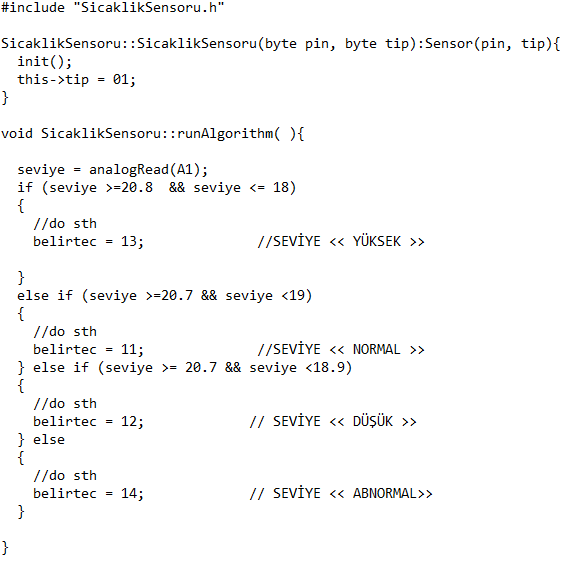 #include "SicaklikSensoru.h"
SicaklikSensoru::SicaklikSensoru(byte pin, byte tip):Sensor(pin, tip){
init();
this->tip = 01;
}
void SicaklikSensoru::runAlgorithm( ){
seviye = analogRead(A1);
if (seviye >=20.8  && seviye <= 18)
{
//do sth
belirtec = 13;              //SEVİYE << YÜKSEK >>
}
else if (seviye >=20.7 && seviye <19)
{
//do sth
belirtec = 11;              //SEVİYE << NORMAL >>
} else if (seviye >= 20.7 && seviye <18.9)
{
//do sth
belirtec = 12;             // SEVİYE << DÜŞÜK >>
} else
{
//do sth
belirtec = 14;             // SEVİYE << ABNORMAL>>
}
}